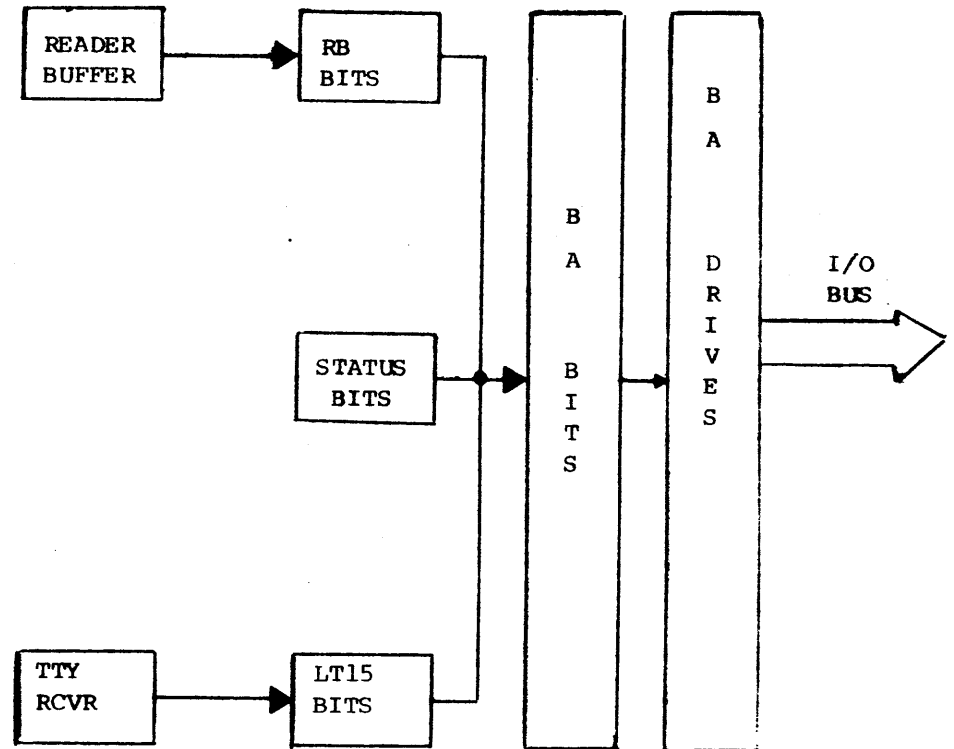 READER
BUFFER
RB
BITS
STATUS
BITS
TTY
RCVR
LT15
BITS
B
A
B
I
T
S
B
A
D
R
I
V
E
S
I/O
BUS